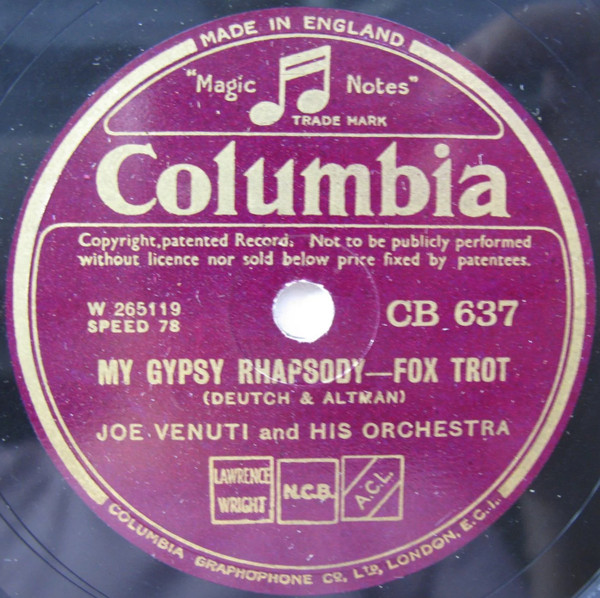 MADE IN ENGLAND
"Magic Notes"
TRADE MARK
Columbia
Copyright, patented Record. Not to be publicly performed
without licence nor sold below price fixed by patentees.
W 265119
SPEED 78
CB 637
MY GYPSY RHAPSODY—FOX TROT
(DEUTCH & ALTMAN)
JOE VENUTI and HIS ORCHESTRA
LAWRENCE
WRIGHT
N.C.B.
A.C.L.
COLUMBIA GRAPHOPHONE CO, LTD, LONDON, E.C.1.